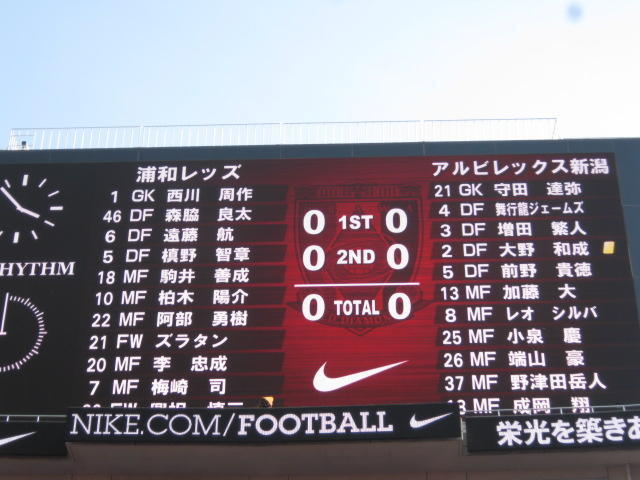 浦和レッズ
1 GK 西川 周作
46 DF 森脇 良太
6 DF 遠藤 航
5 DF 槙野 智章
18 MF 駒井 善成
10 MF 柏木 陽介
22 MF 阿部 勇樹
21 FW ズラタン
20 MF 李 忠成
7 MF 梅崎 司
FW
0 1ST 0
0 2ND 0
0 TOTAL 0
アルビレックス新潟
21 GK 守田 達弥
4 DF 舞行龍ジェームズ
3 DF 増田 繁人
2 DF 大野 和成
5 DF 前野 貴徳
13 MF 加藤 大
8 MF レオ シルバ
25 MF 小泉 慶
26 MF 端山 豪
37 MF 野津田岳人
MF 成岡 翔
RHYTHM
NIKE.COM/FOOTBALL
栄光を築きあ